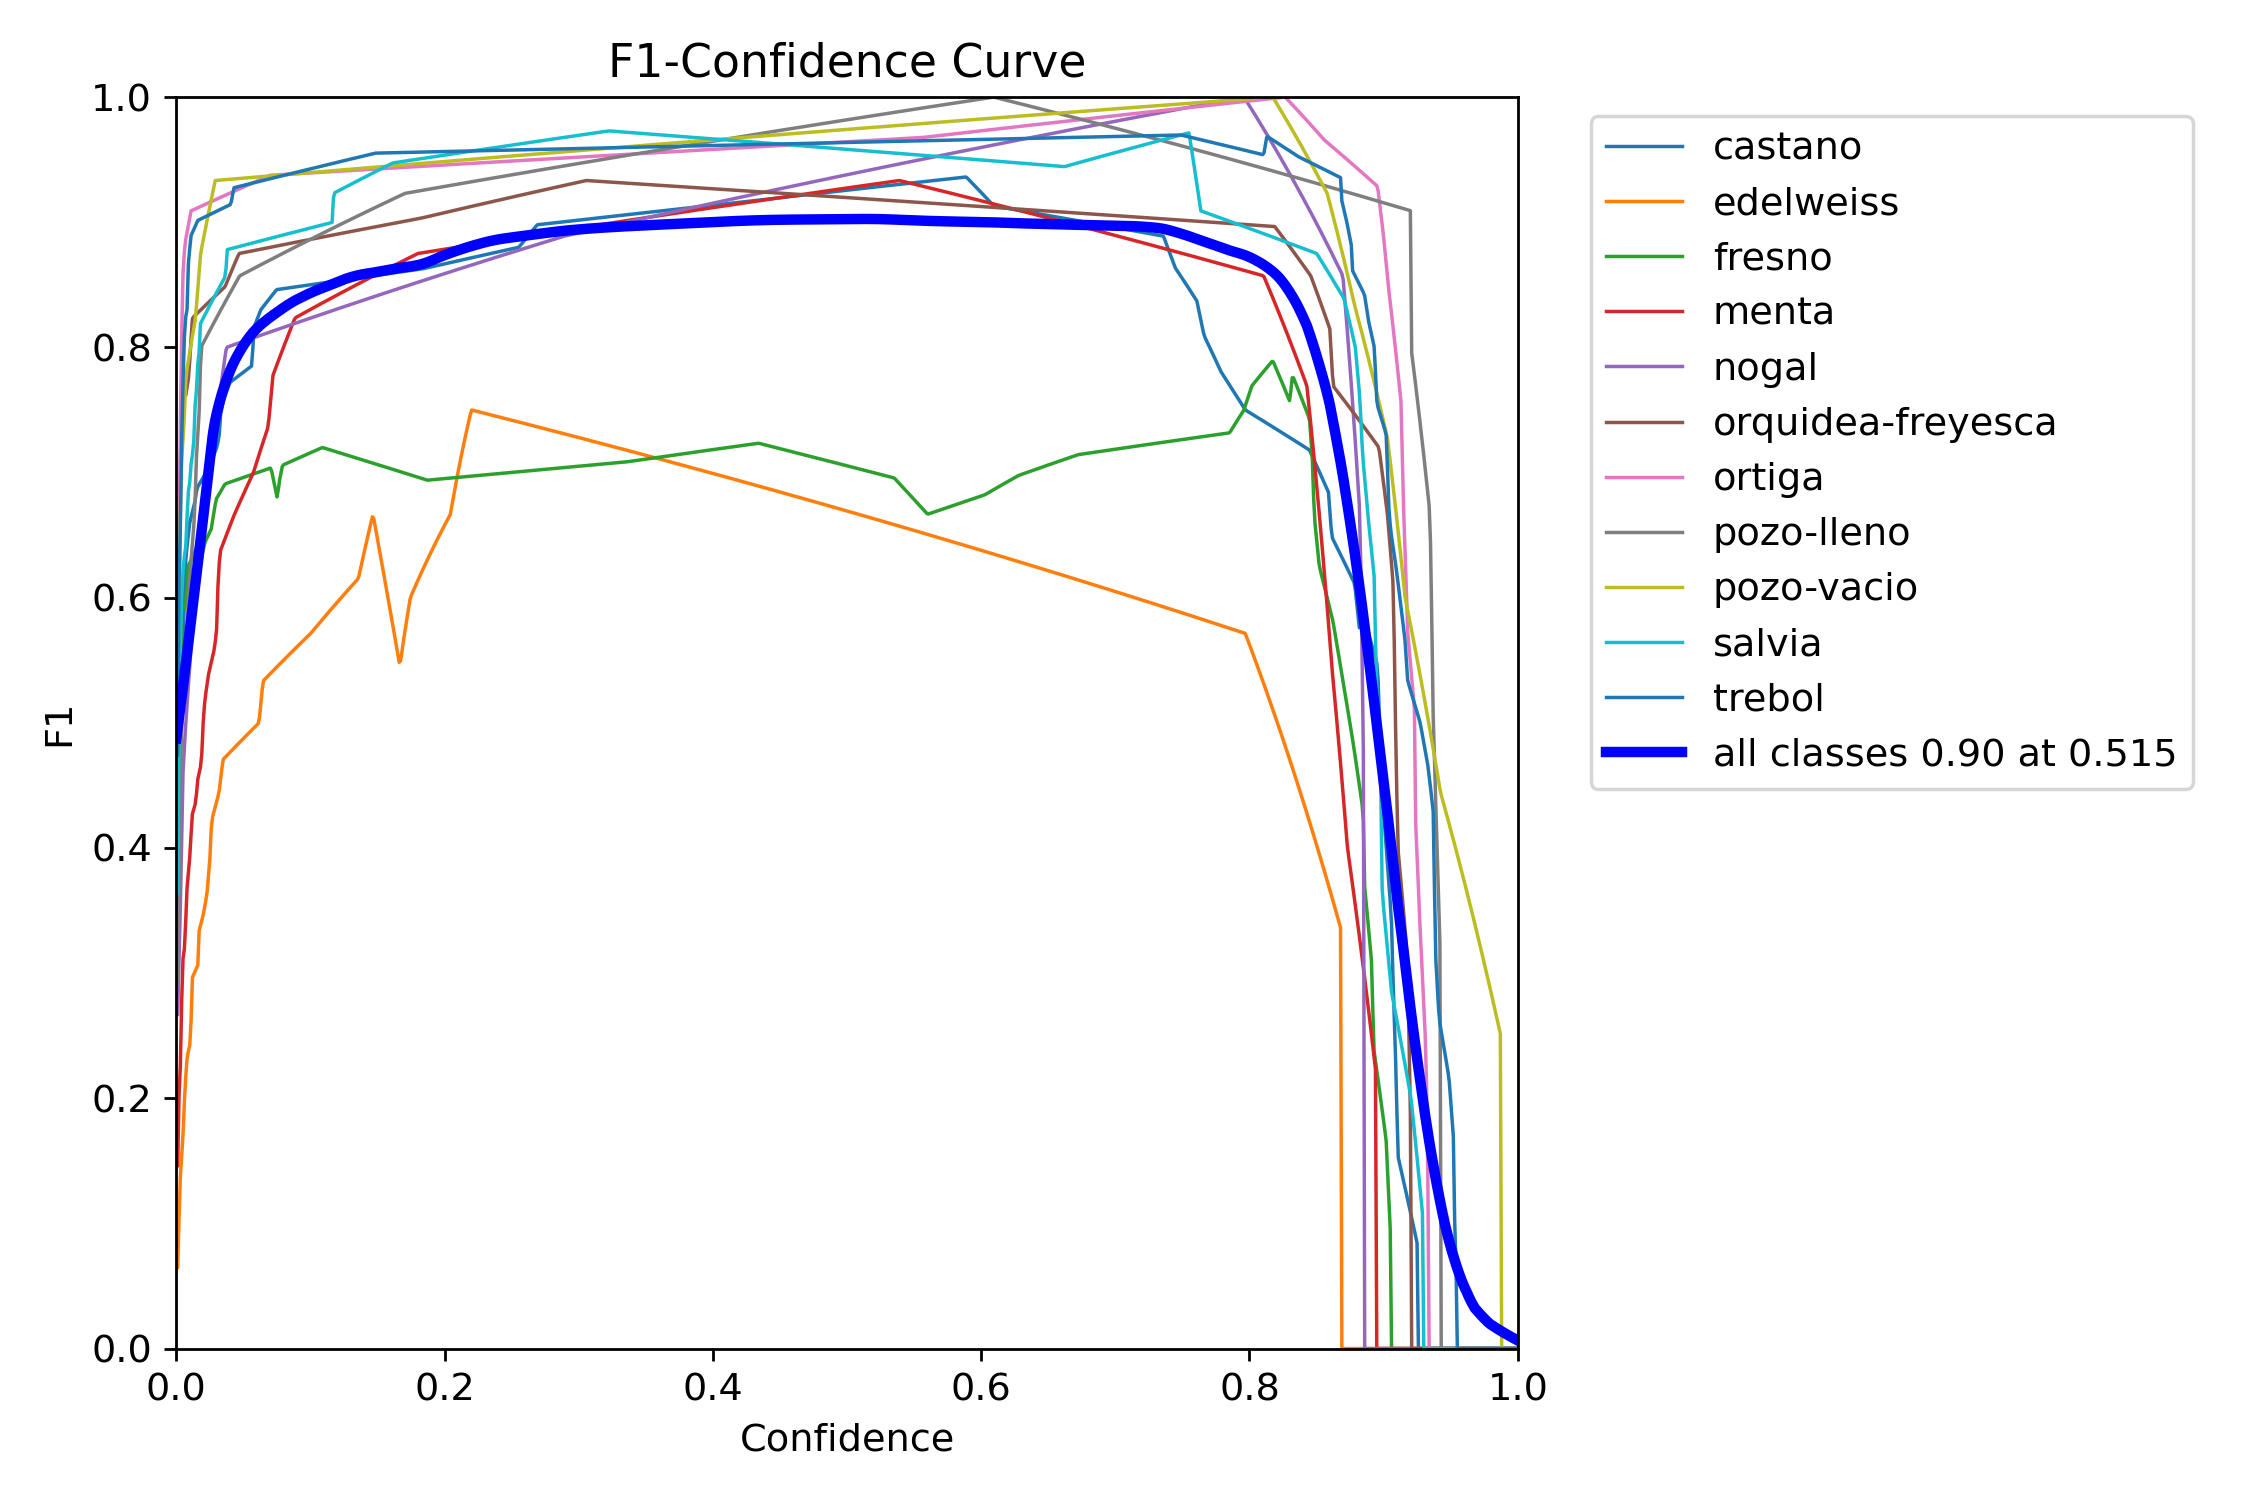 F1-Confidence Curve
1.0
0.8
0.6
0.4
0.2
0.0
F1
0.0 0.2 0.4 0.6 0.8 1.0
Confidence
castano
edelweiss
fresno
menta
nogal
orquidea-freyesca
ortiga
pozo-lleno
pozo-vacio
salvia
trebol
all classes 0.90 at 0.515